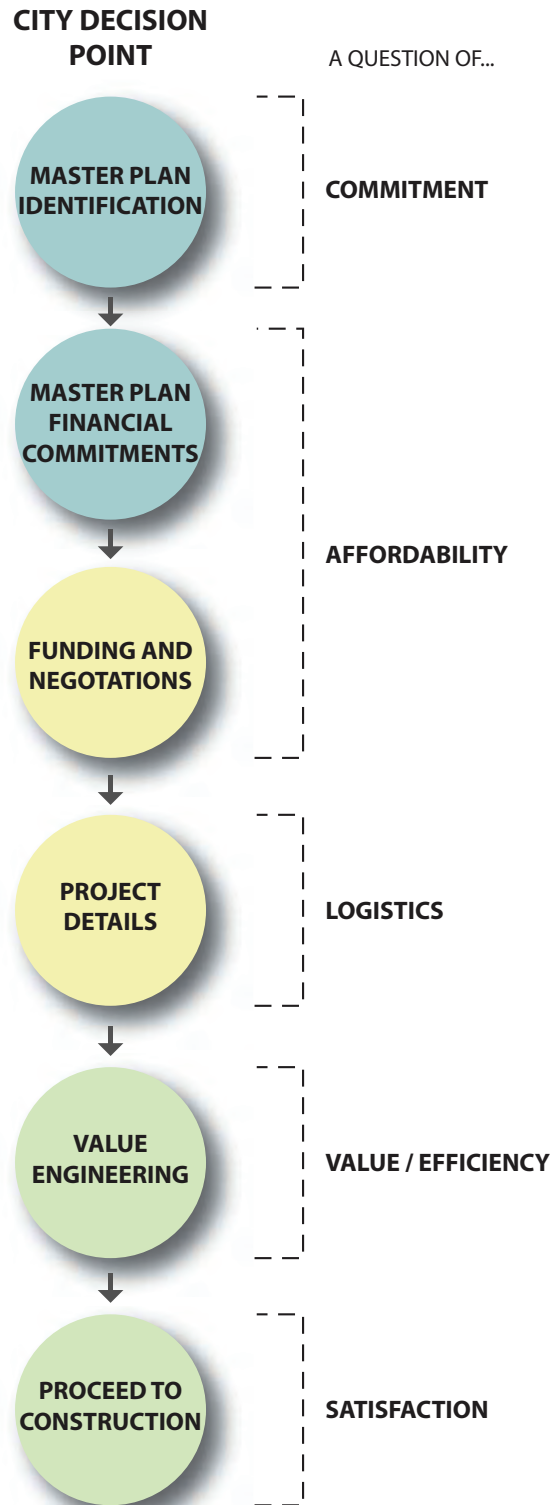 CITY DECISION
POINT
A QUESTION OF...
MASTER PLAN
IDENTIFICATION
COMMITMENT
MASTER PLAN
FINANCIAL
COMMITMENTS
AFFORDABILITY
FUNDING AND
NEGOTATIONS
PROJECT
DETAILS
LOGISTICS
VALUE
ENGINEERING
VALUE / EFFICIENCY
PROCEED TO
CONSTRUCTION
SATISFACTION